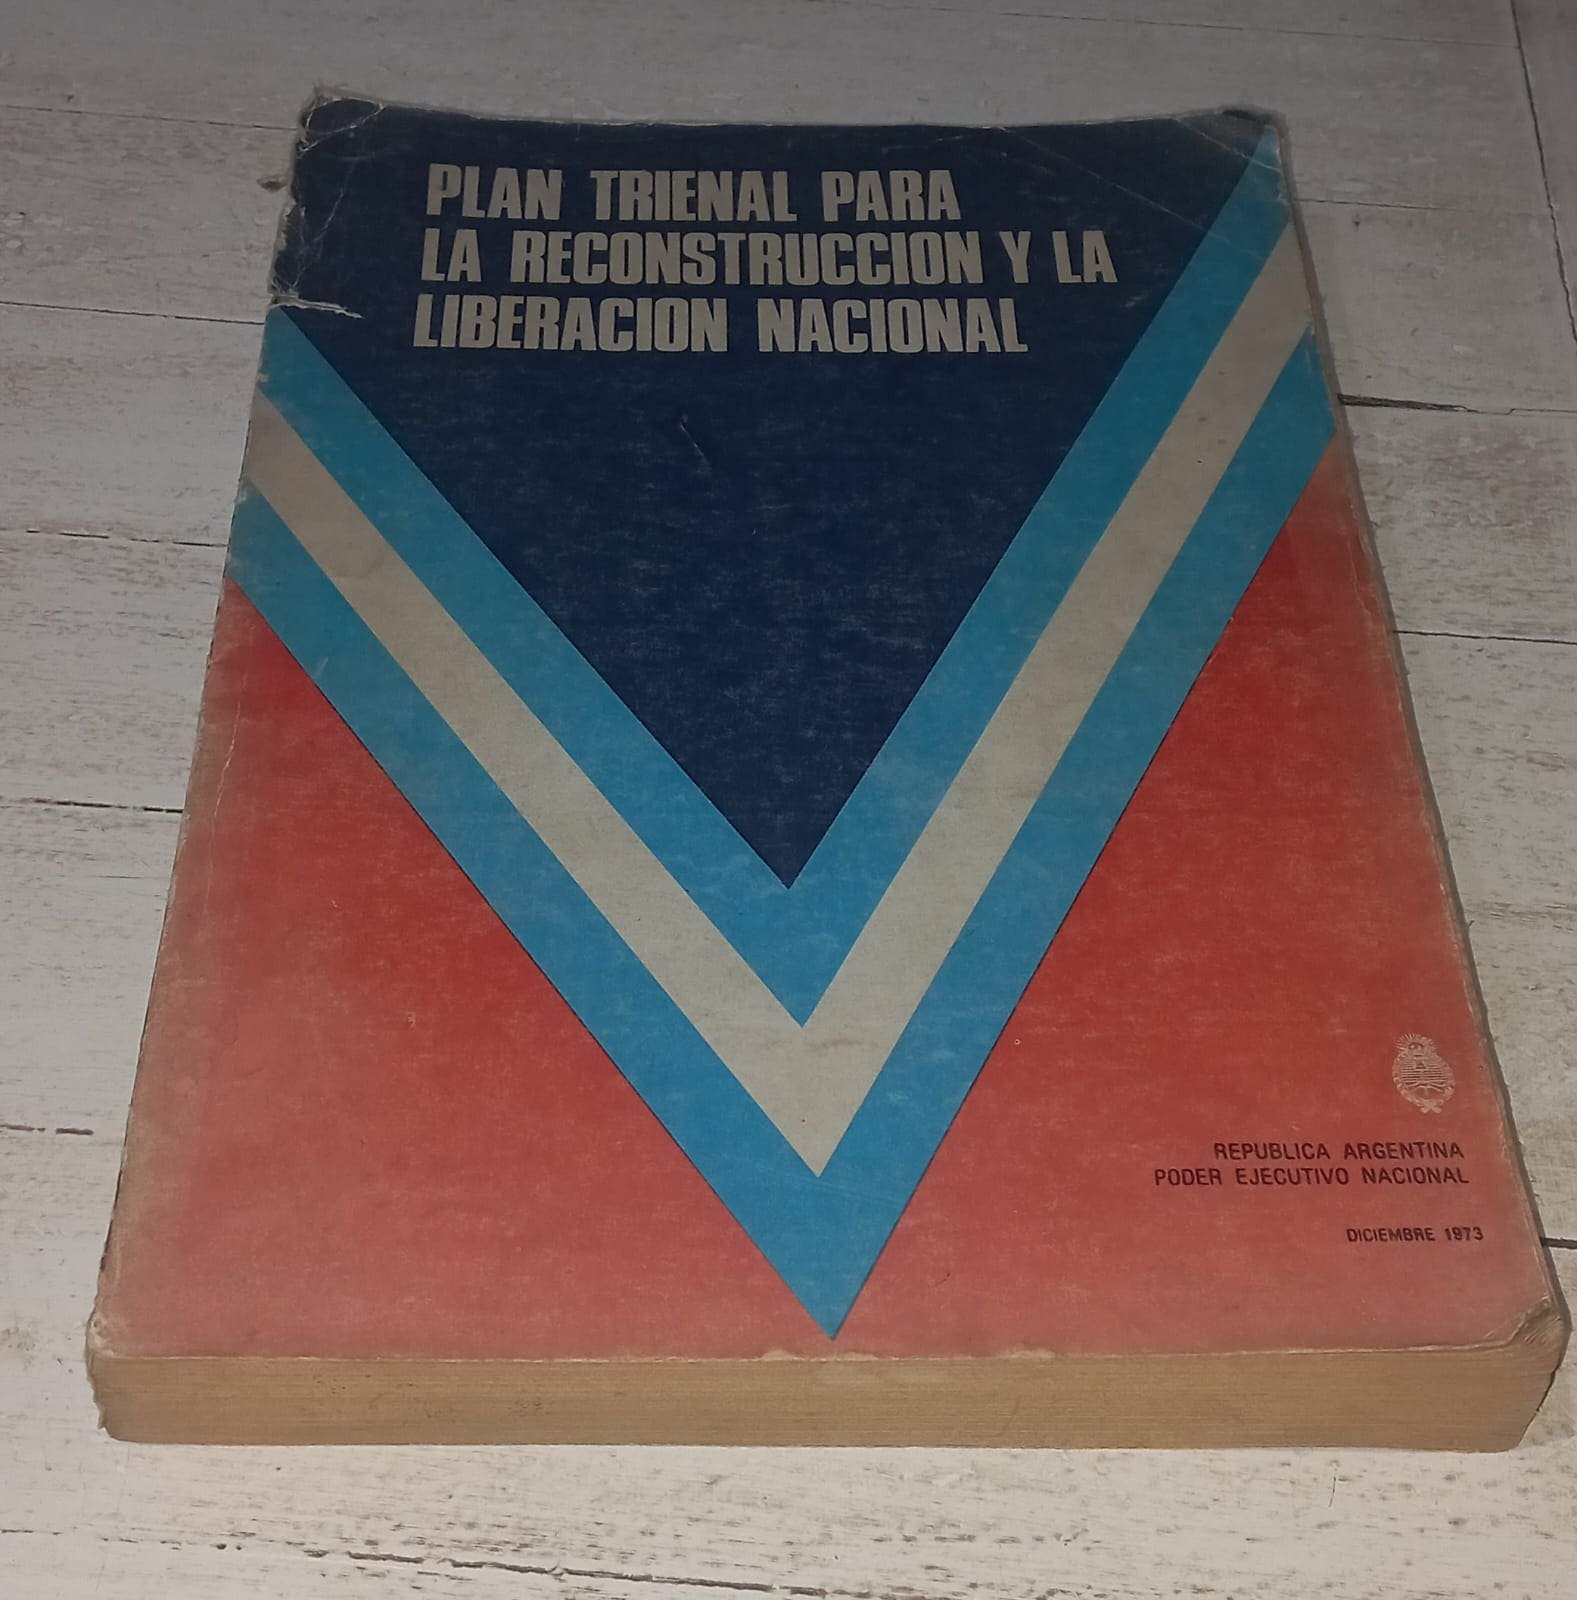 PLAN TRIENAL PARA
LA RECONSTRUCCION Y LA
LIBERACION NACIONAL
REPUBLICA ARGENTINA
PODER EJECUTIVO NACIONAL
DICIEMBRE 1973